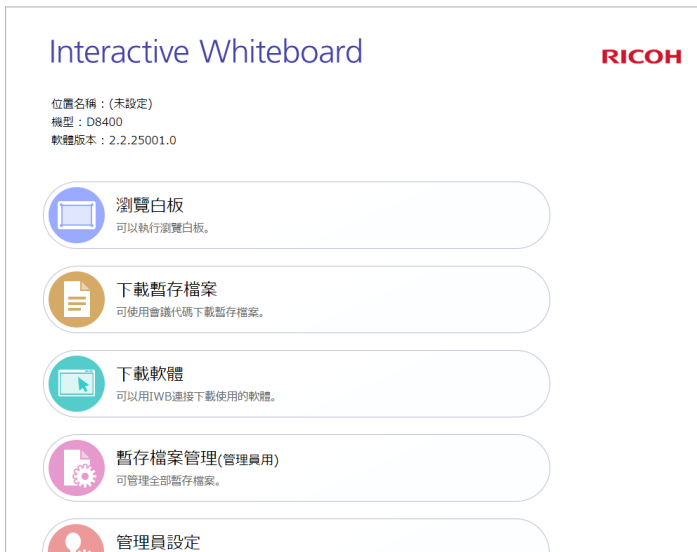 Interactive Whiteboard
RICOH
位置名稱：(未設定)
機型：D8400
軟體版本：2.2.25001.0
瀏覽白板
可以執行瀏覽白板。
下載暫存檔案
可使用會議代碼下載暫存檔案。
下載軟體
可以用IWB連接下載使用的軟體。
暫存檔案管理(管理員用)
可管理全部暫存檔案。
管理員設定